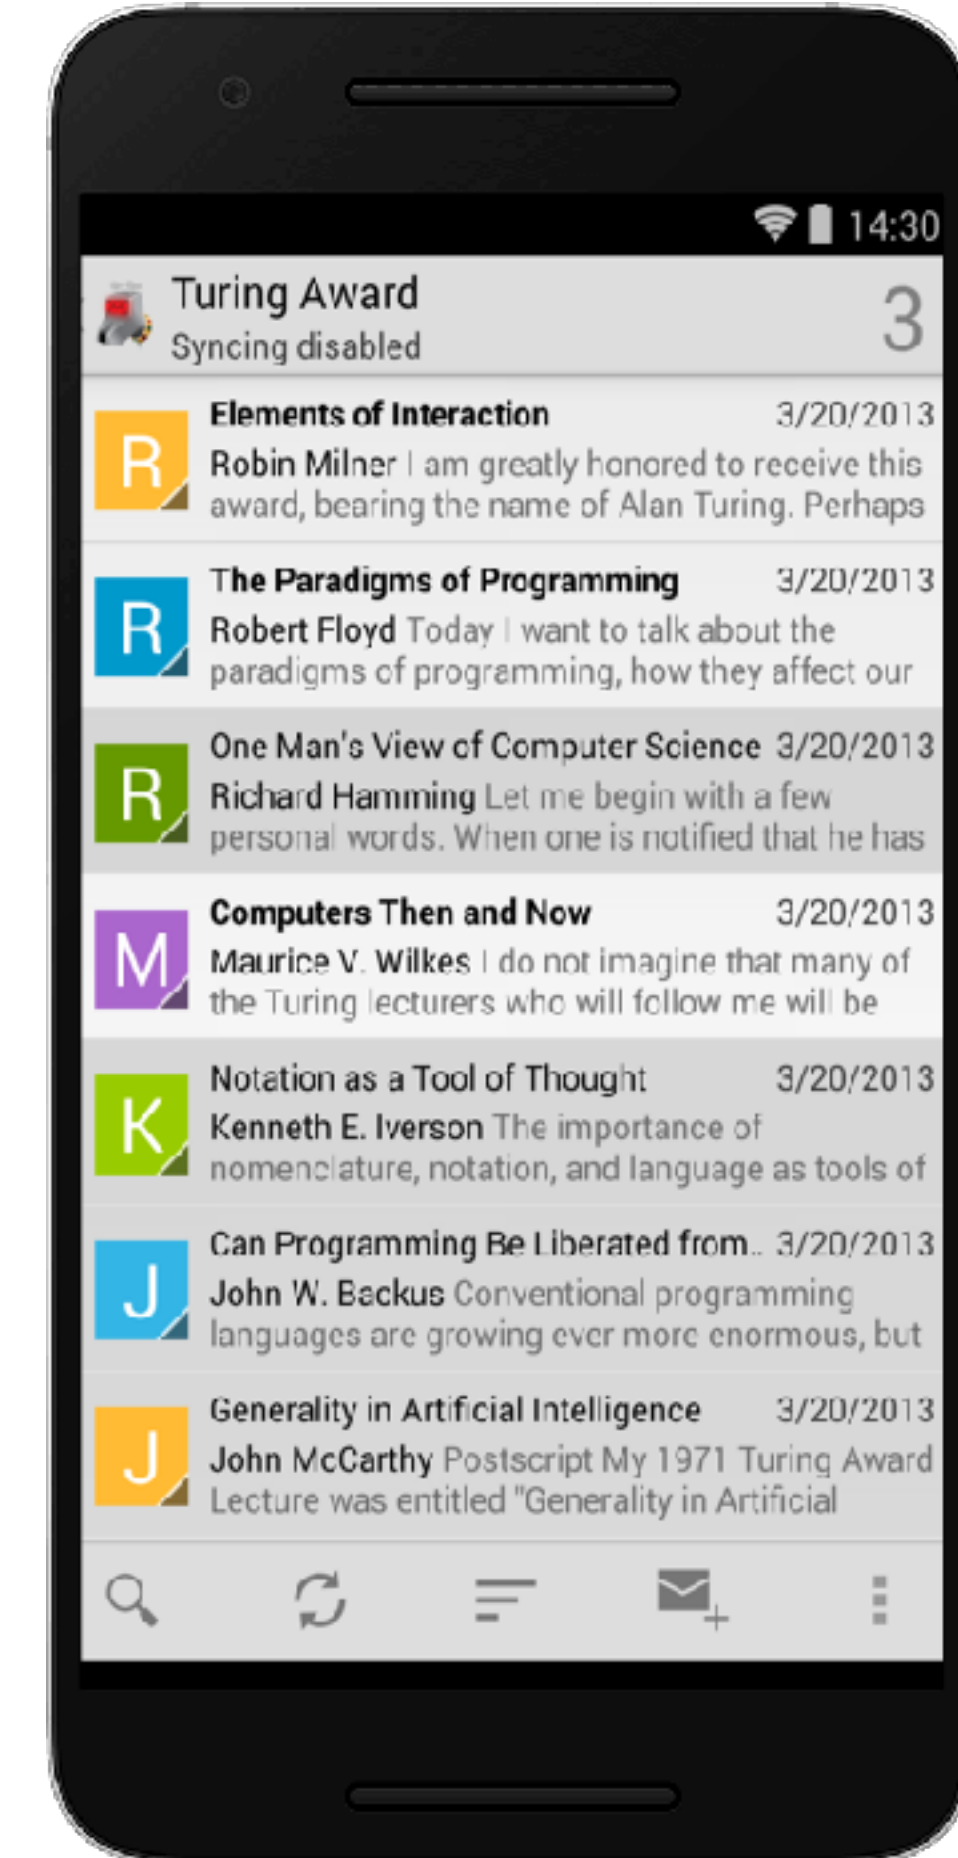 14:30
Turing Award
3
Syncing disabled
Elements of Interaction 3/20/2013
R
Robin Milner I am greatly honored to receive this
award, bearing the name of Alan Turing. Perhaps
The Paradigms of Programming 3/20/2013
R
Robert Floyd Today I want to talk about the
paradigms of programming, how they affect our
One Man's View of Computer Science 3/20/2013
R
Richard Hamming Let me begin with a few
personal words. When one is notified that he has
Computers Then and Now 3/20/2013
M
Maurice V. Wilkes I do not imagine that many of
the Turing lecturers who will follow me will be
Notation as a Tool of Thought 3/20/2013
K
Kenneth E. Iverson The importance of
nomenclature, notation, and language as tools of
Can Programming Be Liberated from.. 3/20/2013
J
John W. Backus Conventional programming
languages are growing ever more enormous, but
Generality in Artificial Intelligence 3/20/2013
J
John McCarthy Postscript My 1971 Turing Award
Lecture was entitled "Generality in Artificial